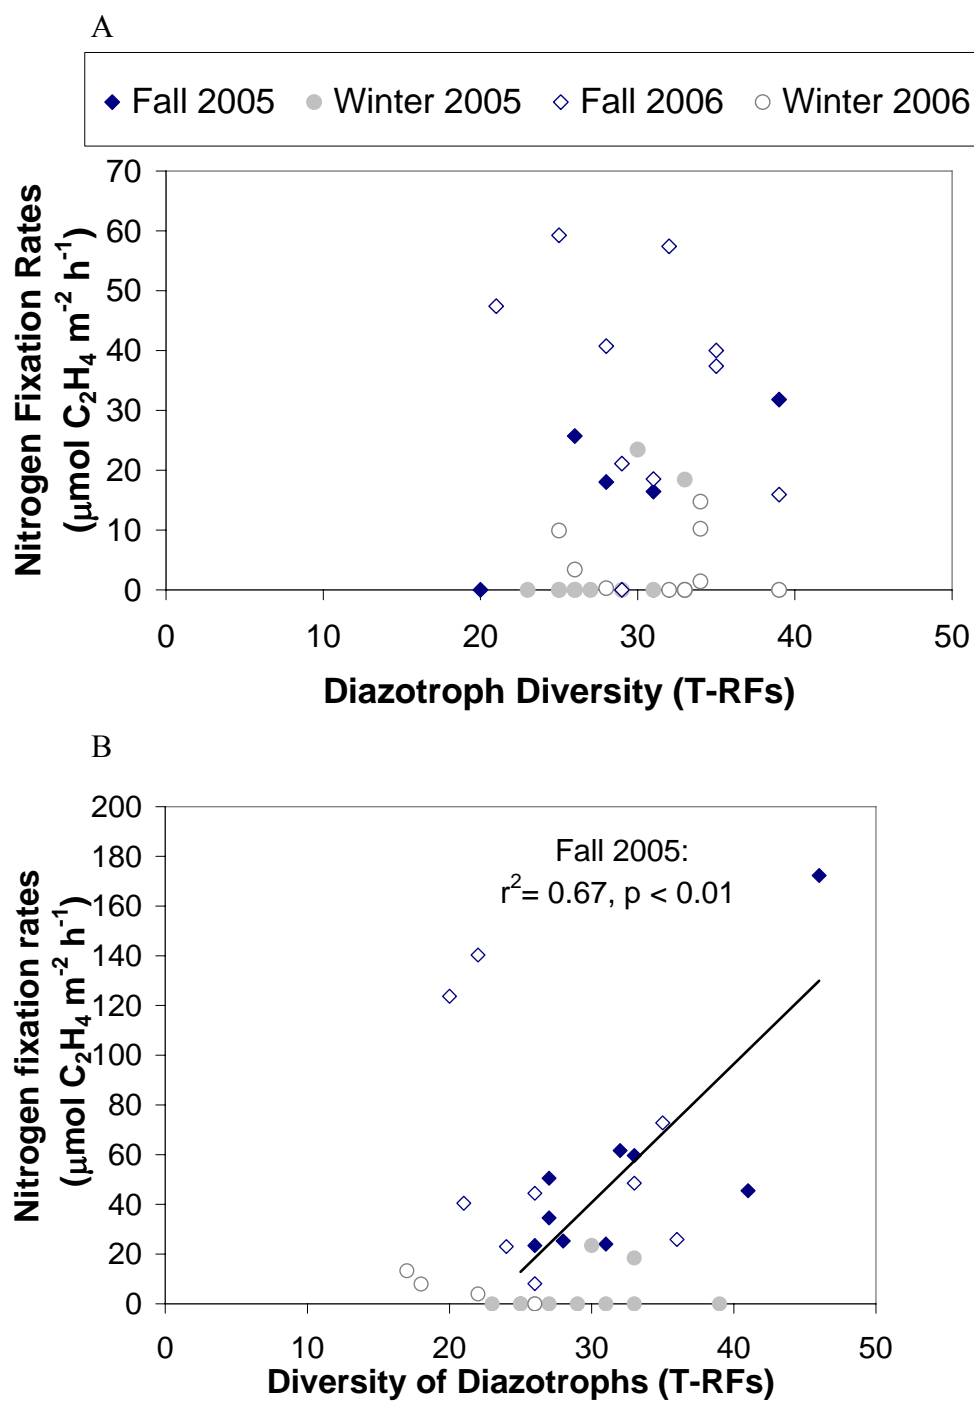 A
Fall 2005 Winter 2005 Fall 2006 Winter 2006
Nitrogen Fixation Rates
(μmol C₂H₄ m⁻² h⁻¹)
70
60
50
40
30
20
10
0
0 10 20 30 40 50
Diazotroph Diversity (T-RFs)
B
Nitrogen fixation rates
(μmol C₂H₄ m⁻² h⁻¹)
200
180
160
140
120
100
80
60
40
20
0
Fall 2005:
r²= 0.67, p < 0.01
0 10 20 30 40 50
Diversity of Diazotrophs (T-RFs)